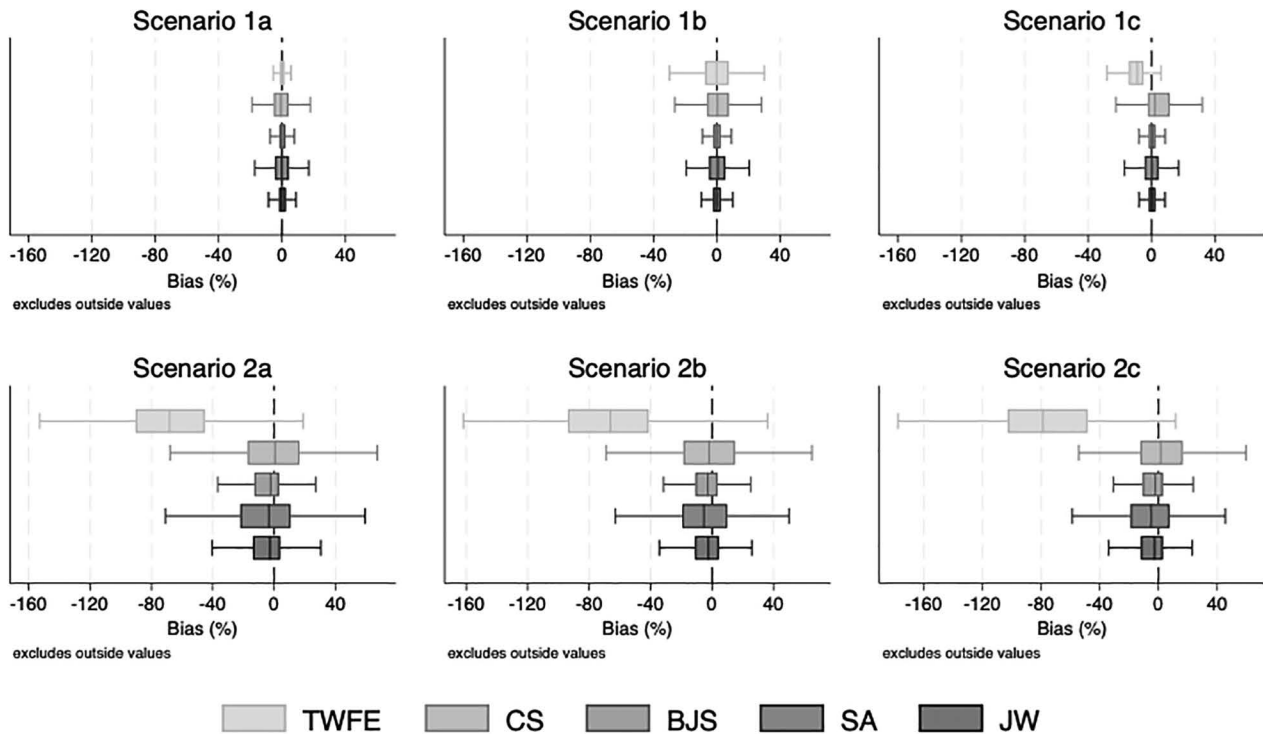 Scenario 1a
Scenario 1b
Scenario 1c
-160 -120 -80 -40 0 40
-160 -120 -80 -40 0 40
-160 -120 -80 -40 0 40
Bias (%)
Bias (%)
Bias (%)
excludes outside values
excludes outside values
excludes outside values
Scenario 2a
Scenario 2b
Scenario 2c
-160 -120 -80 -40 0 40
-160 -120 -80 -40 0 40
-160 -120 -80 -40 0 40
Bias (%)
Bias (%)
Bias (%)
excludes outside values
excludes outside values
excludes outside values
TWFE CS BJS SA JW